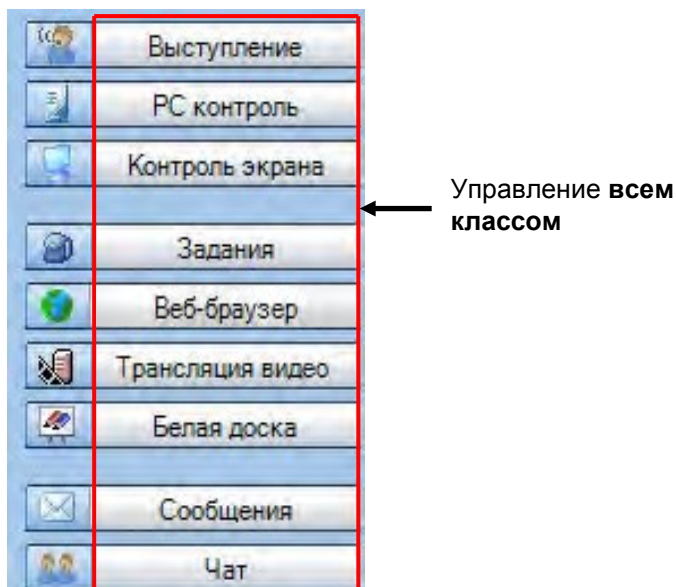 Выступление
PC контроль
Контроль экрана
Управление всем
классом
Задания
Веб-браузер
Трансляция видео
Белая доска
Сообщения
Чат